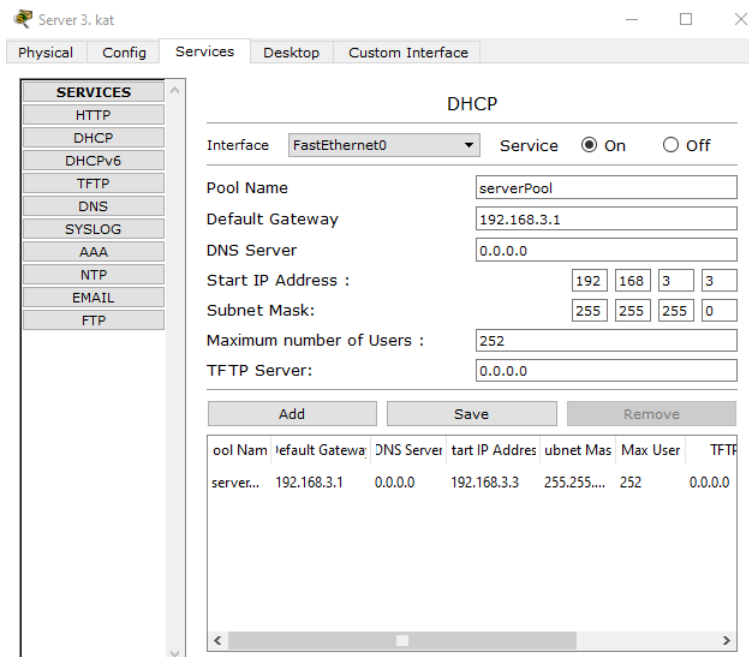 Server 3. kat
Physical Config Services Desktop Custom Interface
SERVICES
HTTP
DHCP
DHCPv6
TFTP
DNS
SYSLOG
AAA
NTP
EMAIL
FTP
DHCP
Interface FastEthernet0 Service On Off
Pool Name serverPool
Default Gateway 192.168.3.1
DNS Server 0.0.0.0
Start IP Address : 192 168 3 3
Subnet Mask: 255 255 255 0
Maximum number of Users : 252
TFTP Server: 0.0.0.0
Add Save Remove
ool Nam efault Gateway DNS Server tart IP Addres ubnet Mas Max User TFTP
server... 192.168.3.1 0.0.0.0 192.168.3.3 255.255.... 252 0.0.0.0